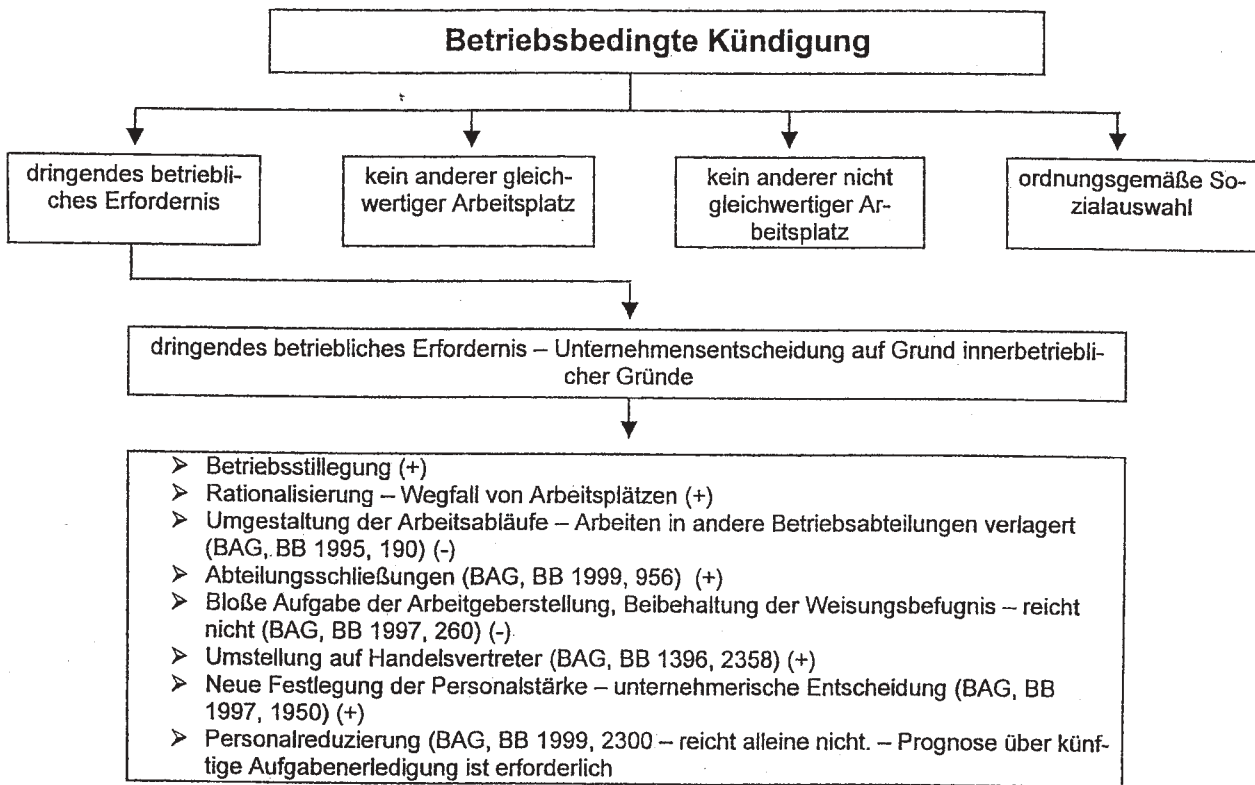 Betriebsbedingte Kündigung
dringendes betriebli-
ches Erfordernis
kein anderer gleich-
wertiger Arbeitsplatz
kein anderer nicht
gleichwertiger Ar-
beitsplatz
ordnungsgemäße So-
zialauswahl
dringendes betriebliches Erfordernis – Unternehmensentscheidung auf Grund innerbetriebli-
cher Gründe
➢ Betriebsstillegung (+)
➢ Rationalisierung – Wegfall von Arbeitsplätzen (+)
➢ Umgestaltung der Arbeitsabläufe – Arbeiten in andere Betriebsabteilungen verlagert
(BAG, BB 1995, 190) (-)
➢ Abteilungsschließungen (BAG, BB 1999, 956) (+)
➢ Bloße Aufgabe der Arbeitgeberstellung, Beibehaltung der Weisungsbefugnis – reicht
nicht (BAG, BB 1997, 260) (-)
➢ Umstellung auf Handelsvertreter (BAG, BB 1396, 2358) (+)
➢ Neue Festlegung der Personalstärke – unternehmerische Entscheidung (BAG, BB
1997, 1950) (+)
➢ Personalreduzierung (BAG, BB 1999, 2300 – reicht alleine nicht. – Prognose über künf-
tige Aufgabenerledigung ist erforderlich